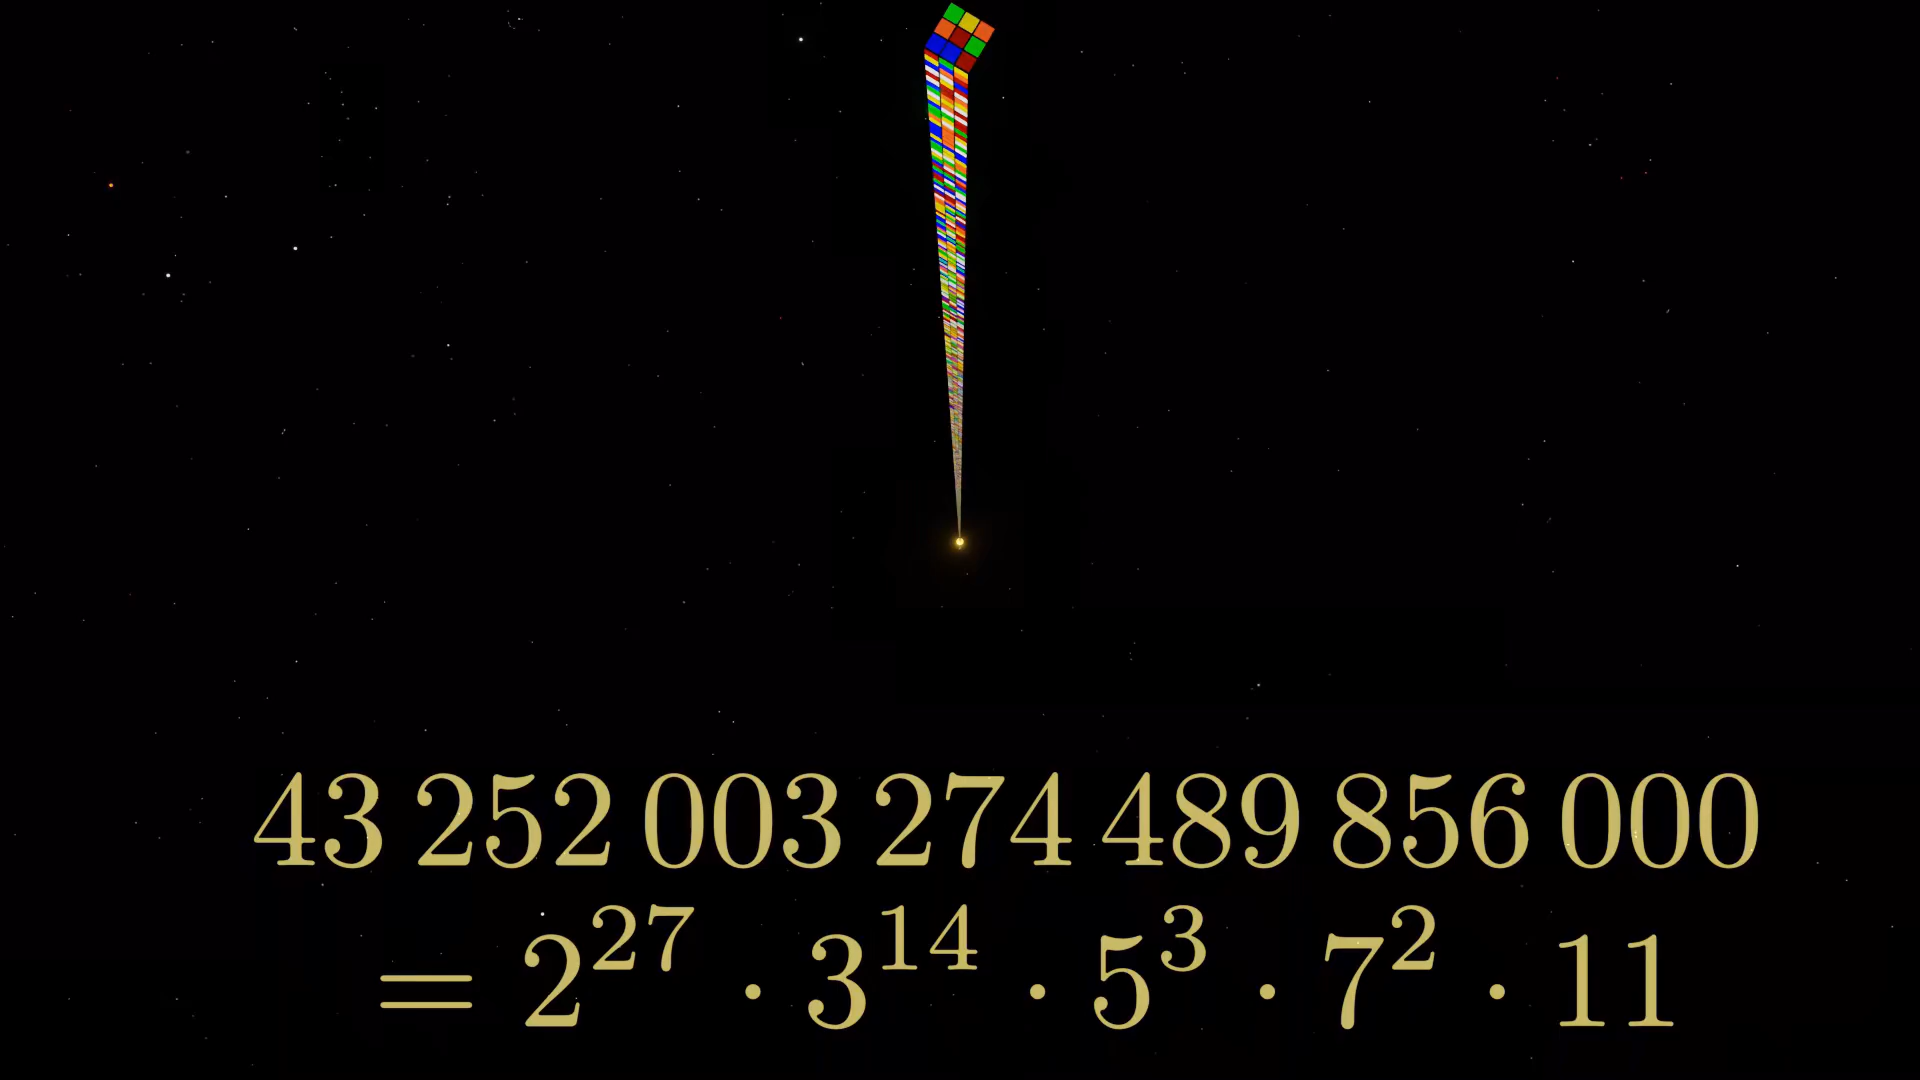 43 252 003 274 489 856 000
= 2^27 · 3^14 · 5^3 · 7^2 · 11